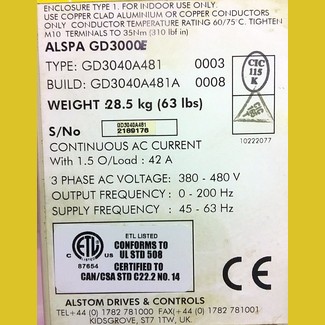 ENCLOSURE TYPE 1. FOR INDOOR USE ONLY.
USE COPPER CLAD ALUMINIUM OR COPPER CONDUCTORS
ONLY CONDUCTOR TEMPERATURE RATING 60/75°C. TIGHTEN
M10 TERMINALS TO 35Nm (310 lbf in)
ALSPA GD3000E
TYPE: GD3040A481 0003
BUILD: GD3040A481A 0008
CIC
115
K
WEIGHT 28.5 kg (63 lbs)
S/No
GD3040A481
2189176
10222077
CONTINUOUS AC CURRENT
With 1.5 O/Load: 42 A
3 PHASE AC VOLTAGE: 380 - 480 V
OUTPUT FREQUENCY: 0 - 200 Hz
SUPPLY FREQUENCY: 45 - 63 Hz
ETL
CM
C US
87654
ETL LISTED
CONFORMS TO
UL STD 508
CERTIFIED TO
CAN/CSA STD C22.2 NO. 14
CE
ALSTOM DRIVES & CONTROLS
TEL+44 (0) 1782 781000 FAX+44 (0) 1782 781001
KIDSGROVE, ST7 1TW, UK.